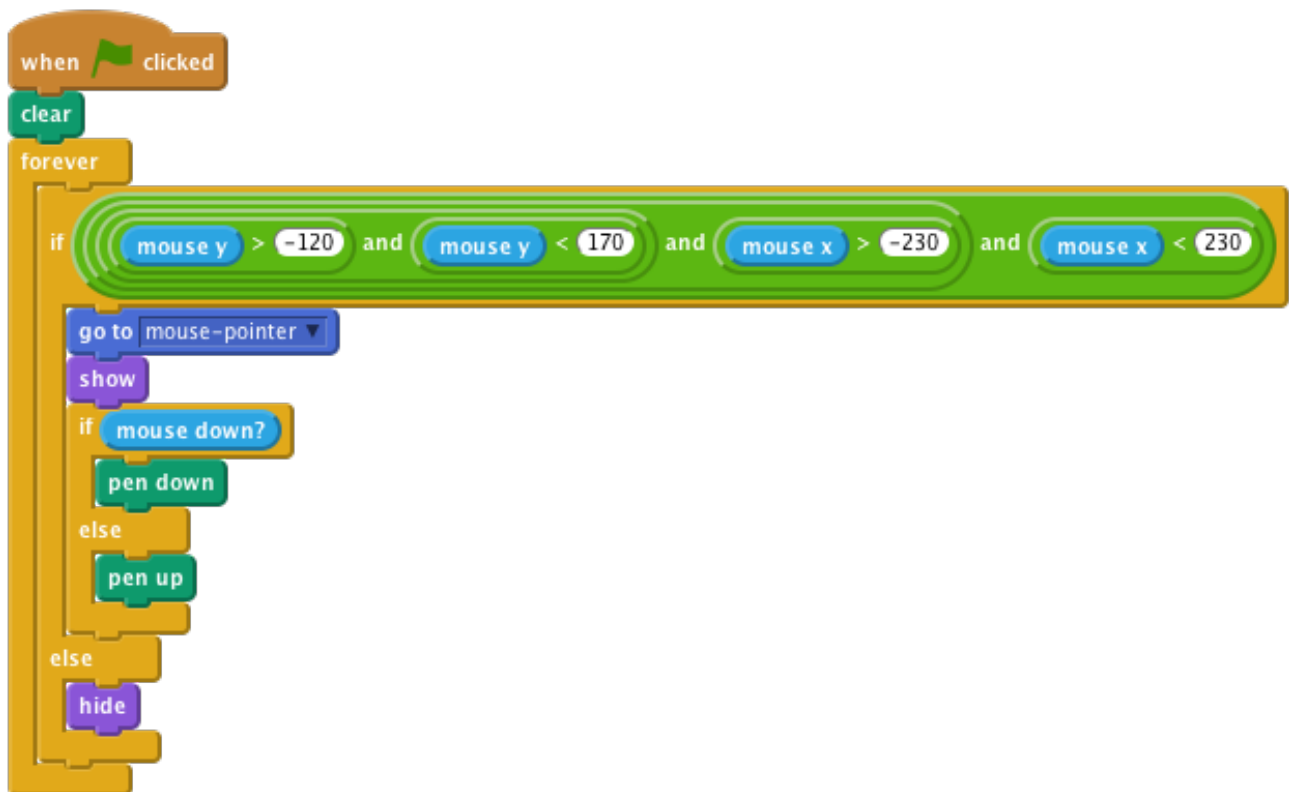 when clicked
clear
forever
if mouse y > -120 and mouse y < 170 and mouse x > -230 and mouse x < 230
go to mouse-pointer
show
if mouse down?
pen down
else
pen up
else
hide